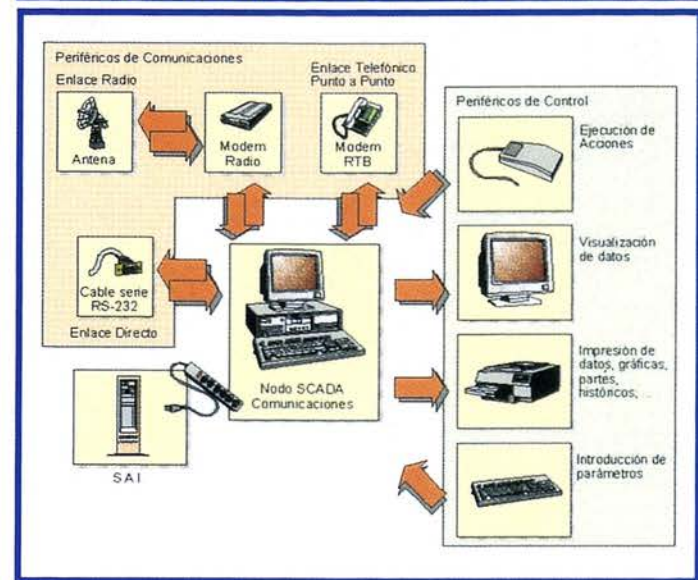 Periféricos de Comunicaciones
Enlace Radio
Antena
Modem
Radio
Enlace Telefónico
Punto a Punto
Modem
RTB
Cable serie
RS-232
Enlace Directo
Nodo SCADA
Comunicaciones
SAI
Periféricos de Control
Ejecución de
Acciones
Visualización
de datos
Impresión de
datos, gráficas,
partes,
históricos, ...
Introducción de
parámetros